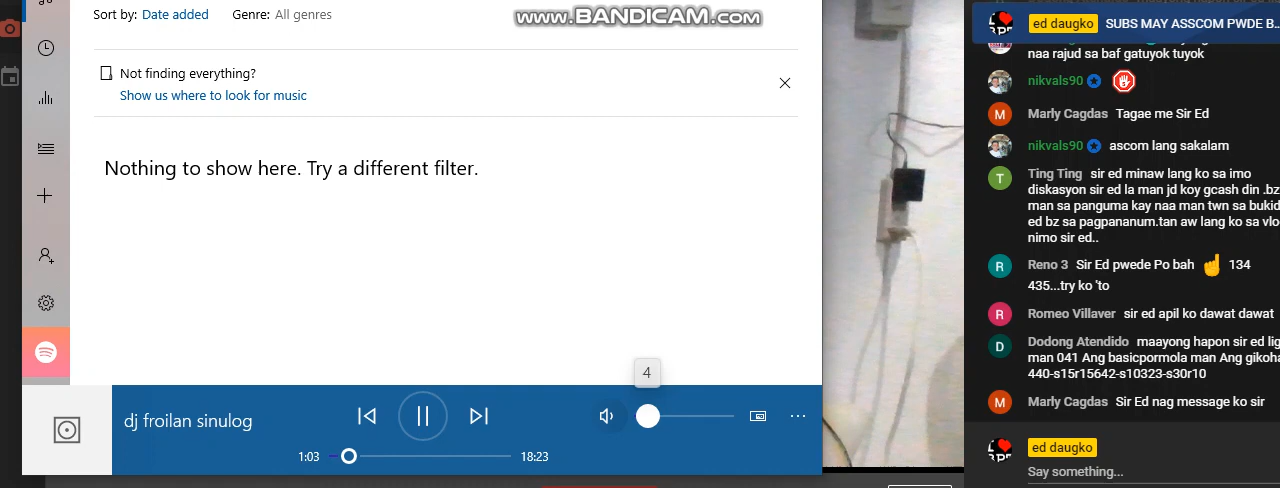 Sort by: Date added Genre: All genres
www.BANDICAM.com
Not finding everything?
Show us where to look for music
Nothing to show here. Try a different filter.
4
dj froilan sinulog
1:03 18:23
ed daugko SUBS MAY ASSCOM PWDE B...
naa rajud sa baf gatuyok tuyok
nikvals90
M Marly Cagdas Tagae me Sir Ed
nikvals90 ascom lang sakalam
T Ting Ting sir ed minaw lang ko sa imo
diskasyon sir ed la man jd koy gcash din .bz
man sa panguma kay naa man twn sa bukid
ed bz sa pagpananum.tan aw lang ko sa vlo
nimo sir ed..
R Reno 3 Sir Ed pwede Po bah ☝ 134
435...try ko 'to
R Romeo Villaver sir ed apil ko dawat dawat
D Dodong Atendido maayong hapon sir ed lig
man 041 Ang basicpormola man Ang gikoha
440-s15r15642-s10323-s30r10
M Marly Cagdas Sir Ed nag message ko sir
ed daugko
Say something...